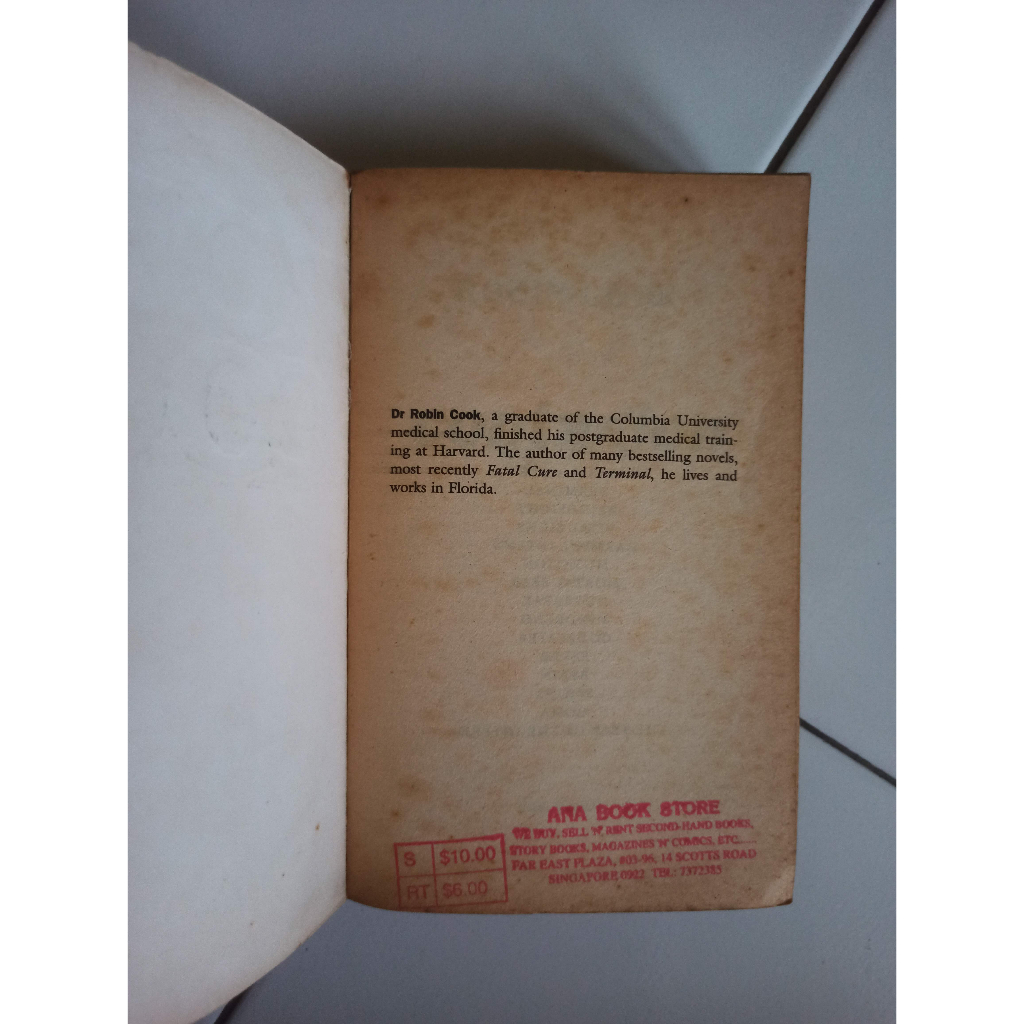 Dr Robin Cook, a graduate of the Columbia University
medical school, finished his postgraduate medical train-
ing at Harvard. The author of many bestselling novels,
most recently Fatal Cure and Terminal, he lives and
works in Florida.
ANA BOOK STORE
WE BUY, SELL 'N' RENT SECOND-HAND BOOKS,
STORY BOOKS, MAGAZINES 'N' COMICS, ETC.....
FAR EAST PLAZA, #03-96, 14 SCOTTS ROAD
SINGAPORE 0922 TEL: 7372385
S $10.00
RT $6.00